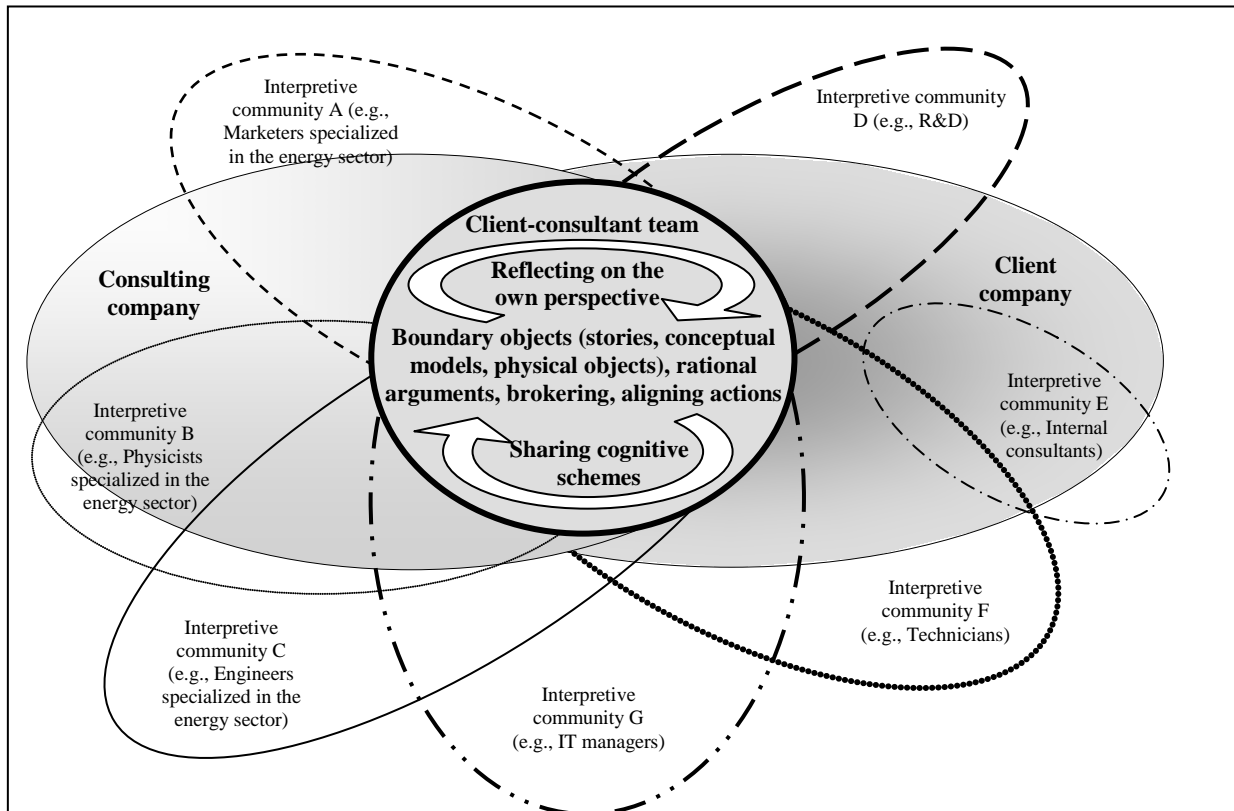 Interpretive
community A (e.g.,
Marketers specialized
in the energy sector)
Interpretive community
D (e.g., R&D)
Client-consultant team
Reflecting on the
own perspective
Boundary objects (stories, conceptual
models, physical objects), rational
arguments, brokering, aligning actions
Sharing cognitive
schemes
Consulting
company
Client
company
Interpretive
community B
(e.g., Physicists
specialized in the
energy sector)
Interpretive
community E
(e.g., Internal
consultants)
Interpretive
community C
(e.g., Engineers
specialized in the
energy sector)
Interpretive
community F
(e.g., Technicians)
Interpretive
community G
(e.g., IT managers)